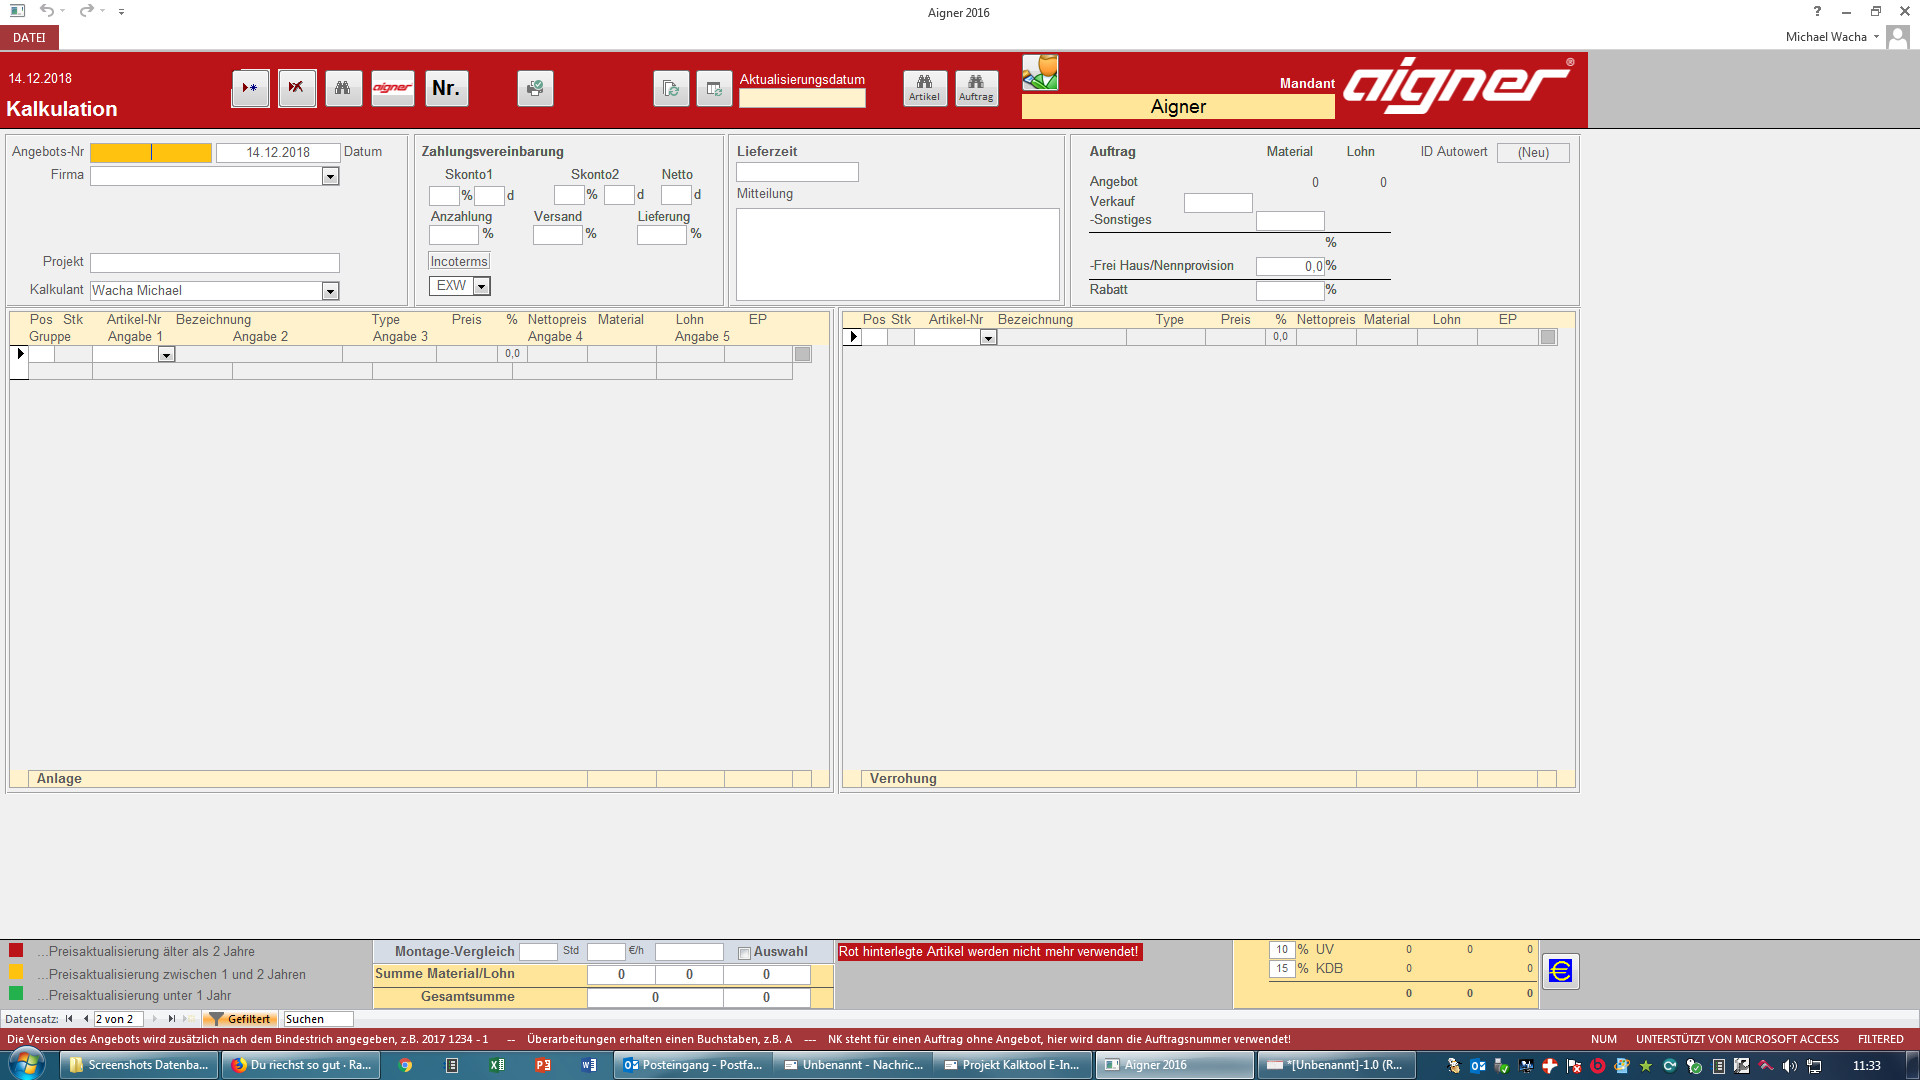 Aigner 2016
?
DATEI
Michael Wacha
14.12.2018
Kalkulation
aigner
Nr.
Aktualisierungsdatum
Artikel
Auftrag
Mandant
Aigner
aigner®
Angebots-Nr 14.12.2018 Datum
Firma
Projekt
Kalkulant Wacha Michael
Zahlungsvereinbarung
Skonto1 Skonto2 Netto
% d % d d
Anzahlung Versand Lieferung
% % %
Incoterms
EXW
Lieferzeit
Mitteilung
Auftrag Material Lohn ID Autowert (Neu)
Angebot 0 0
Verkauf
-Sonstiges
%
-Frei Haus/Nennprovision 0,0 %
Rabatt %
Pos Stk Artikel-Nr Bezeichnung Type Preis % Nettopreis Material Lohn EP
Gruppe Angabe 1 Angabe 2 Angabe 3 Angabe 4 Angabe 5
0,0
Anlage
Pos Stk Artikel-Nr Bezeichnung Type Preis % Nettopreis Material Lohn EP
0,0
Verrohung
...Preisaktualisierung älter als 2 Jahre
...Preisaktualisierung zwischen 1 und 2 Jahren
...Preisaktualisierung unter 1 Jahr
Montage-Vergleich Std €/h Auswahl
Summe Material/Lohn 0 0 0
Gesamtsumme 0 0
Rot hinterlegte Artikel werden nicht mehr verwendet!
10 % UV 0 0 0
15 % KDB 0 0
0 0 0
€
Datensatz: 2 von 2 Gefiltert Suchen
Die Version des Angebots wird zusätzlich nach dem Bindestrich angegeben, z.B. 2017 1234 - 1 -- Überarbeitungen erhalten einen Buchstaben, z.B. A --- NK steht für einen Auftrag ohne Angebot, hier wird dann die Auftragsnummer verwendet!
NUM UNTERSTÜTZT VON MICROSOFT ACCESS FILTERED
Screenshots Datenba... Du riechst so gut · Ra... Posteingang - Postfa... Unbenannt - Nachric... Projekt Kalktool E-In... Aigner 2016 *[Unbenannt]-1.0 (R... 11:33